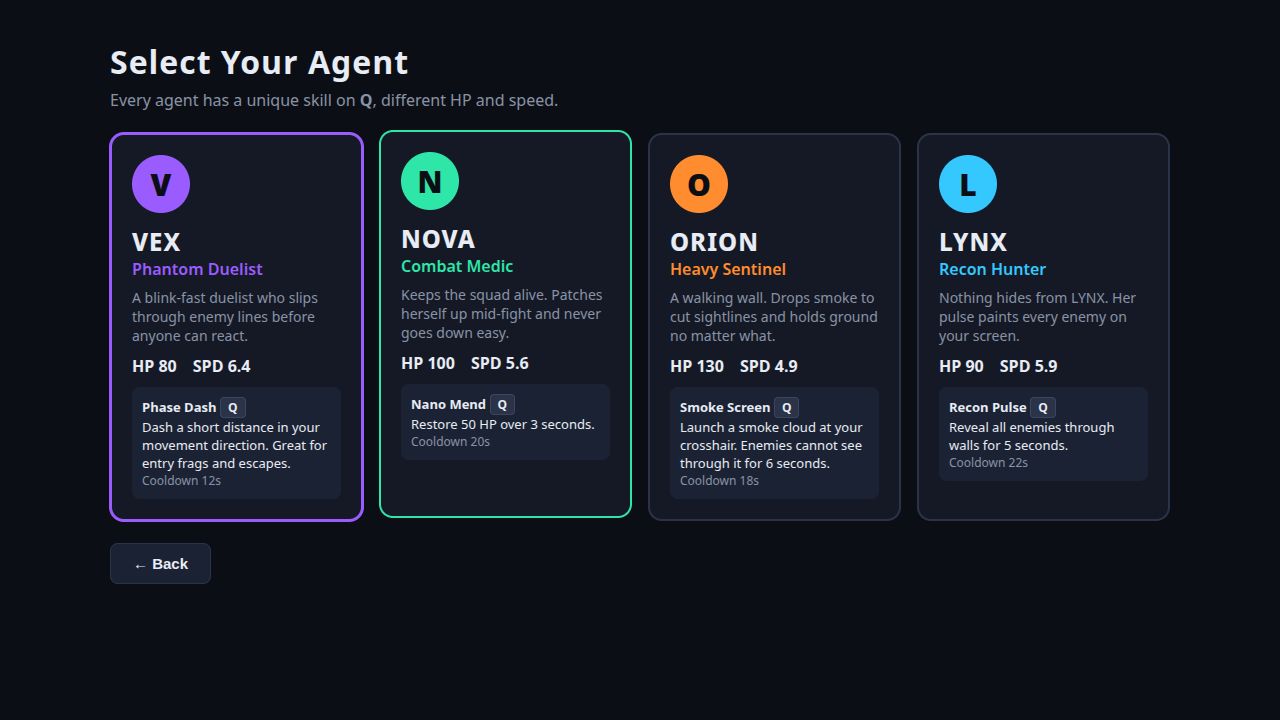 Select Your Agent
Every agent has a unique skill on Q, different HP and speed.
V
VEX
Phantom Duelist
A blink-fast duelist who slips
through enemy lines before
anyone can react.
HP 80 SPD 6.4
Phase Dash Q
Dash a short distance in your
movement direction. Great for
entry frags and escapes.
Cooldown 12s
N
NOVA
Combat Medic
Keeps the squad alive. Patches
herself up mid-fight and never
goes down easy.
HP 100 SPD 5.6
Nano Mend Q
Restore 50 HP over 3 seconds.
Cooldown 20s
O
ORION
Heavy Sentinel
A walking wall. Drops smoke to
cut sightlines and holds ground
no matter what.
HP 130 SPD 4.9
Smoke Screen Q
Launch a smoke cloud at your
crosshair. Enemies cannot see
through it for 6 seconds.
Cooldown 18s
L
LYNX
Recon Hunter
Nothing hides from LYNX. Her
pulse paints every enemy on
your screen.
HP 90 SPD 5.9
Recon Pulse Q
Reveal all enemies through
walls for 5 seconds.
Cooldown 22s
← Back